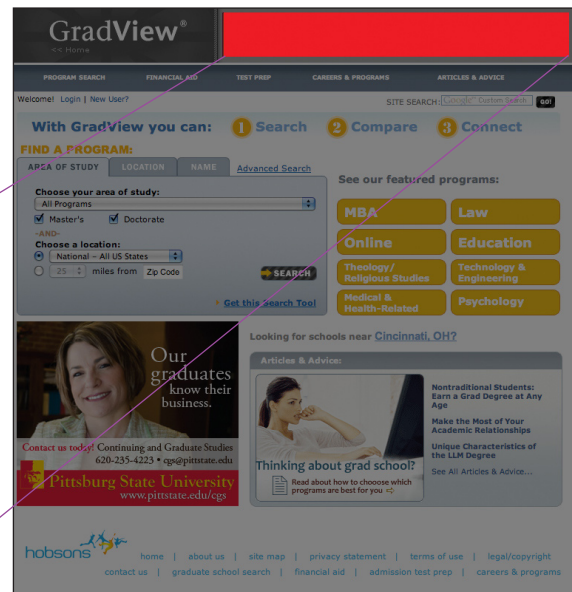 GradView®
<< Home
PROGRAM SEARCH FINANCIAL AID TEST PREP CAREERS & PROGRAMS ARTICLES & ADVICE
Welcome! Login | New User?
SITE SEARCH: Google™ Custom Search GO!
With GradView you can: 1 Search 2 Compare 3 Connect
FIND A PROGRAM:
AREA OF STUDY LOCATION NAME Advanced Search
Choose your area of study:
All Programs
Master's Doctorate
-AND-
Choose a location:
National - All US States
25 miles from Zip Code
SEARCH
Get this Search Tool
See our featured programs:
MBA Law
Online Education
Theology/
Religious Studies
Technology &
Engineering
Medical &
Health-Related
Psychology
Our
graduates
know their
business.
Contact us today! Continuing and Graduate Studies
620-235-4223 • cgs@pittstate.edu
Pittsburg State University
www.pittstate.edu/cgs
Looking for schools near Cincinnati, OH?
Articles & Advice:
Thinking about grad school?
Read about how to chooose which
programs are best for you
Nontraditional Students:
Earn a Grad Degree at Any
Age
Make the Most of Your
Academic Relationships
Unique Characteristics of
the LLM Degree
See All Articles & Advice...
hobsons
home | about us | site map | privacy statement | terms of use | legal/copyright
contact us | graduate school search | financial aid | admission test prep | careers & programs